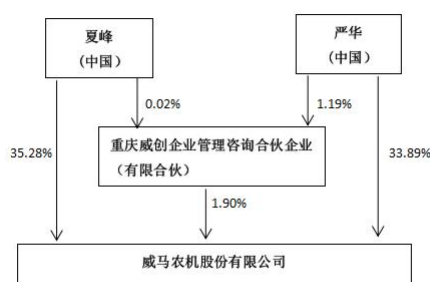 夏峰
（中国）
严华
（中国）
0.02%
1.19%
35.28%
重庆威创企业管理咨询合伙企业
（有限合伙）
33.89%
1.90%
威马农机股份有限公司